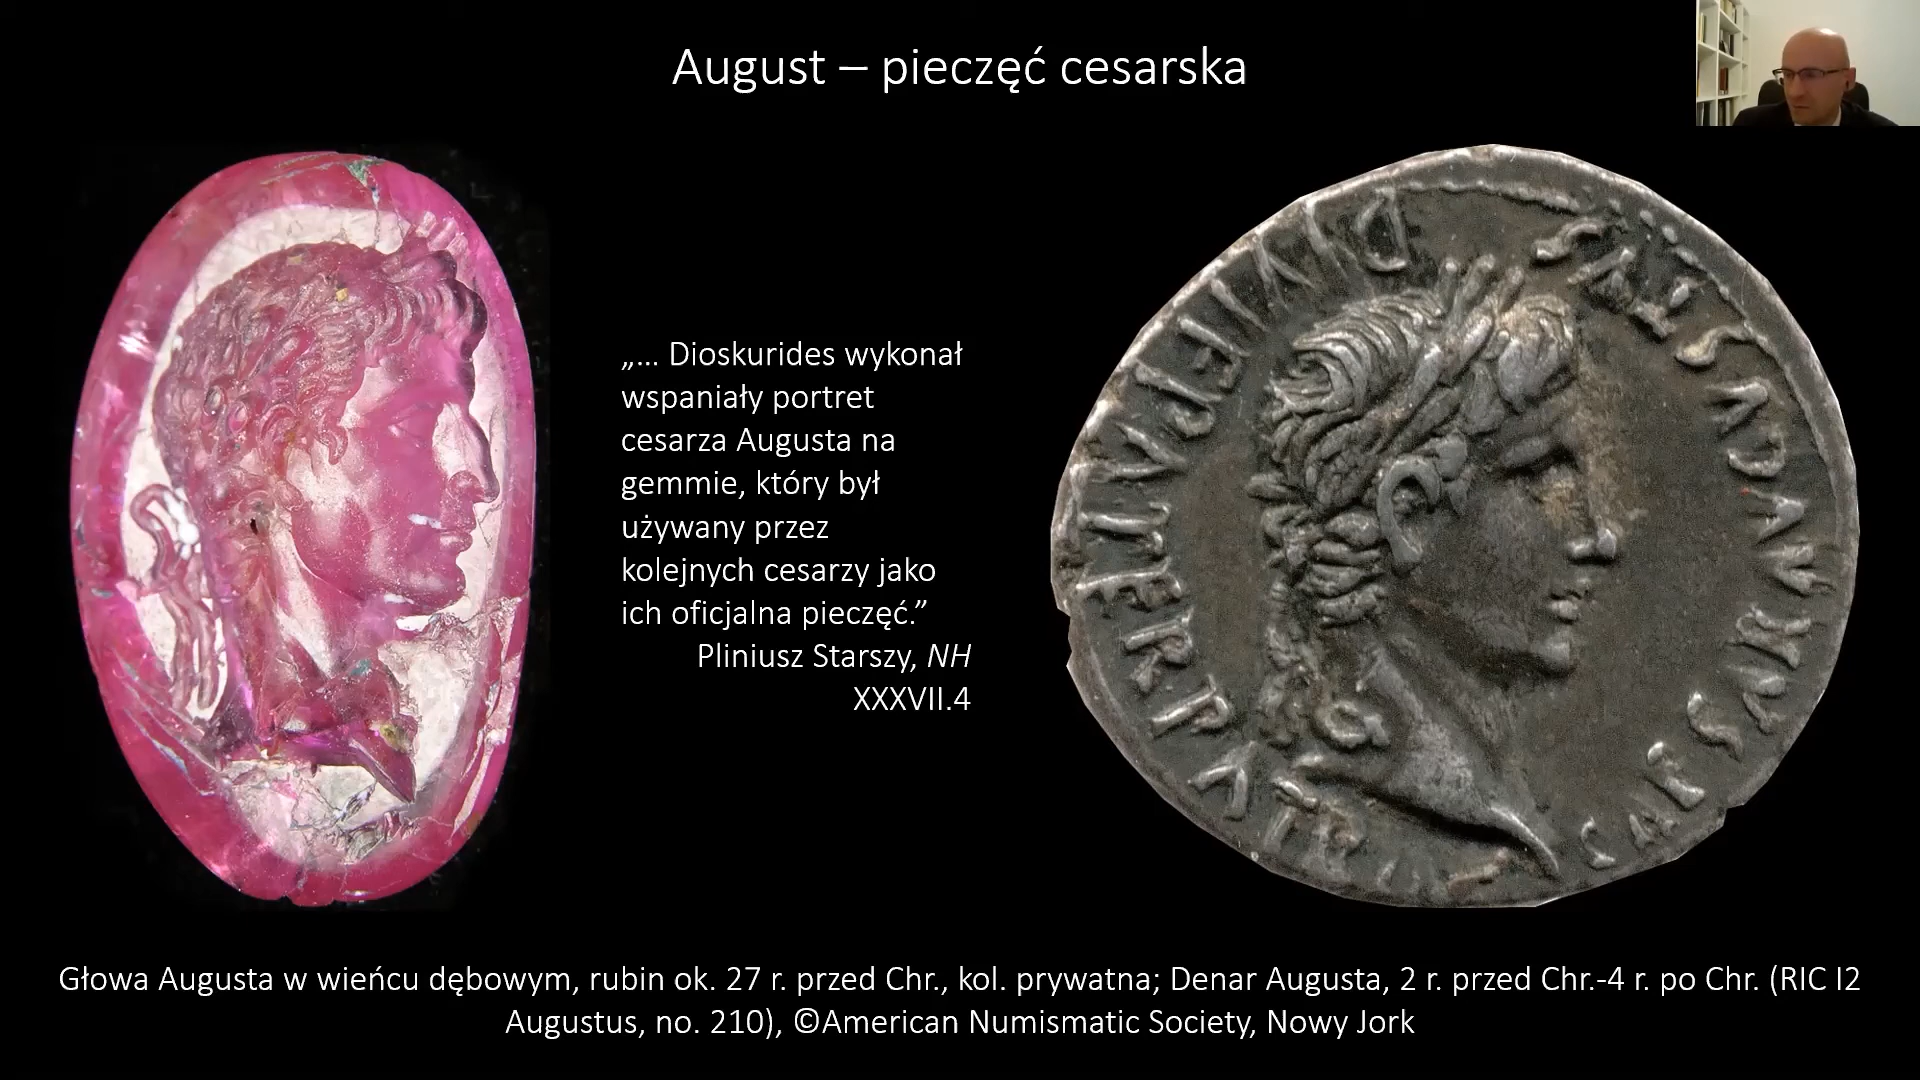 August – pieczęć cesarska
„... Dioskurides wykonał
wspaniały portret
cesarza Augusta na
gemmie, który był
używany przez
kolejnych cesarzy jako
ich oficjalna pieczęć.”
Pliniusz Starszy, NH
XXXVII.4
CAESAR AVGVSTVS
DIVI F PATER PATRIAE
Głowa Augusta w wieńcu dębowym, rubin ok. 27 r. przed Chr., kol. prywatna; Denar Augusta, 2 r. przed Chr.-4 r. po Chr. (RIC I2
Augustus, no. 210), ©American Numismatic Society, Nowy Jork